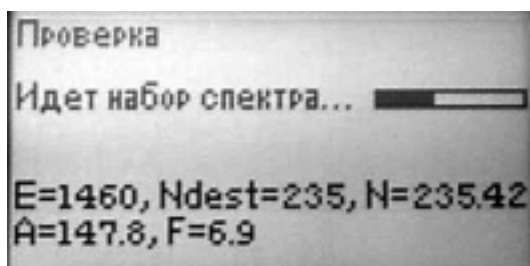 Проверка
Идет набор спектра...
E=1460, Ndest=235, N=235.42
A=147.8, F=6.9